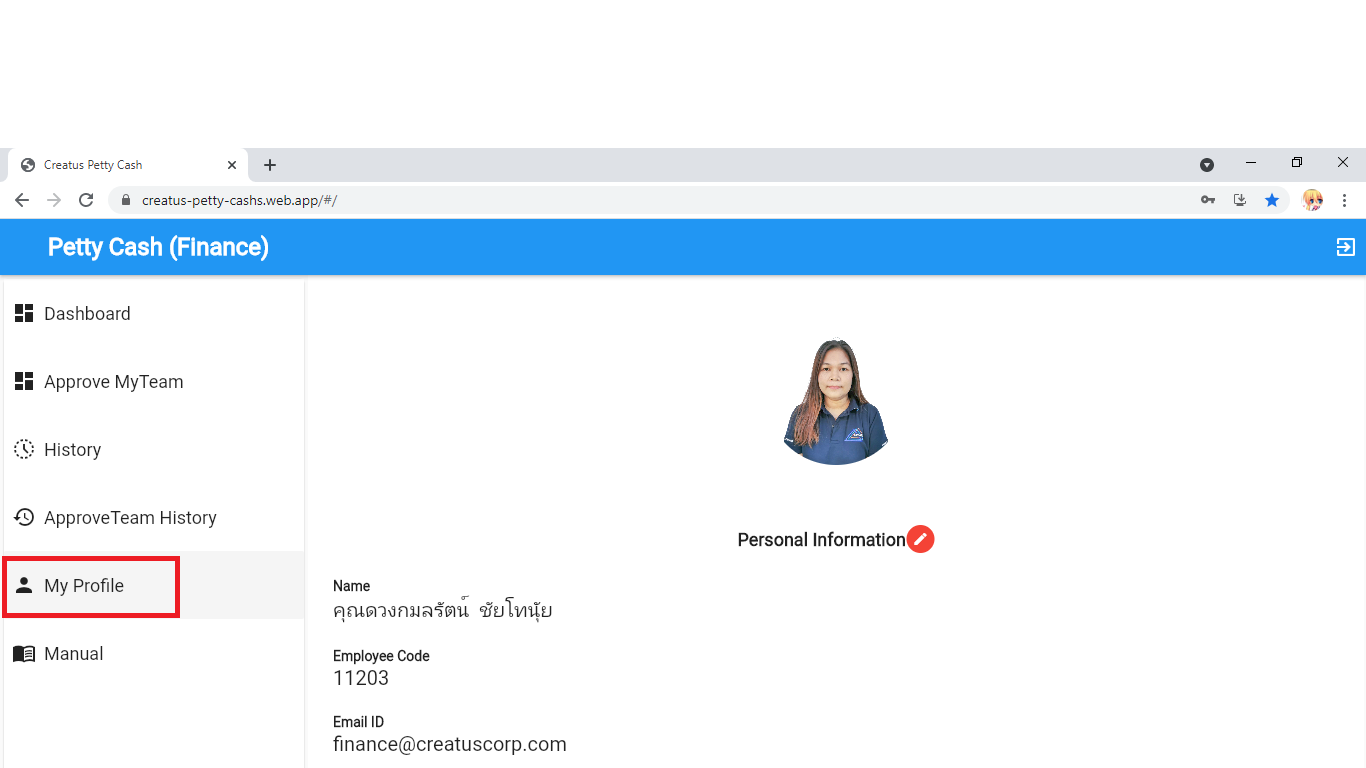 Creatus Petty Cash
creatus-petty-cashs.web.app/#/
Petty Cash (Finance)
Dashboard
Approve MyTeam
History
ApproveTeam History
My Profile
Manual
Personal Information
Name
คุณดวงกมลรัตน์ ชัยโทนุ้ย
Employee Code
11203
Email ID
finance@creatuscorp.com